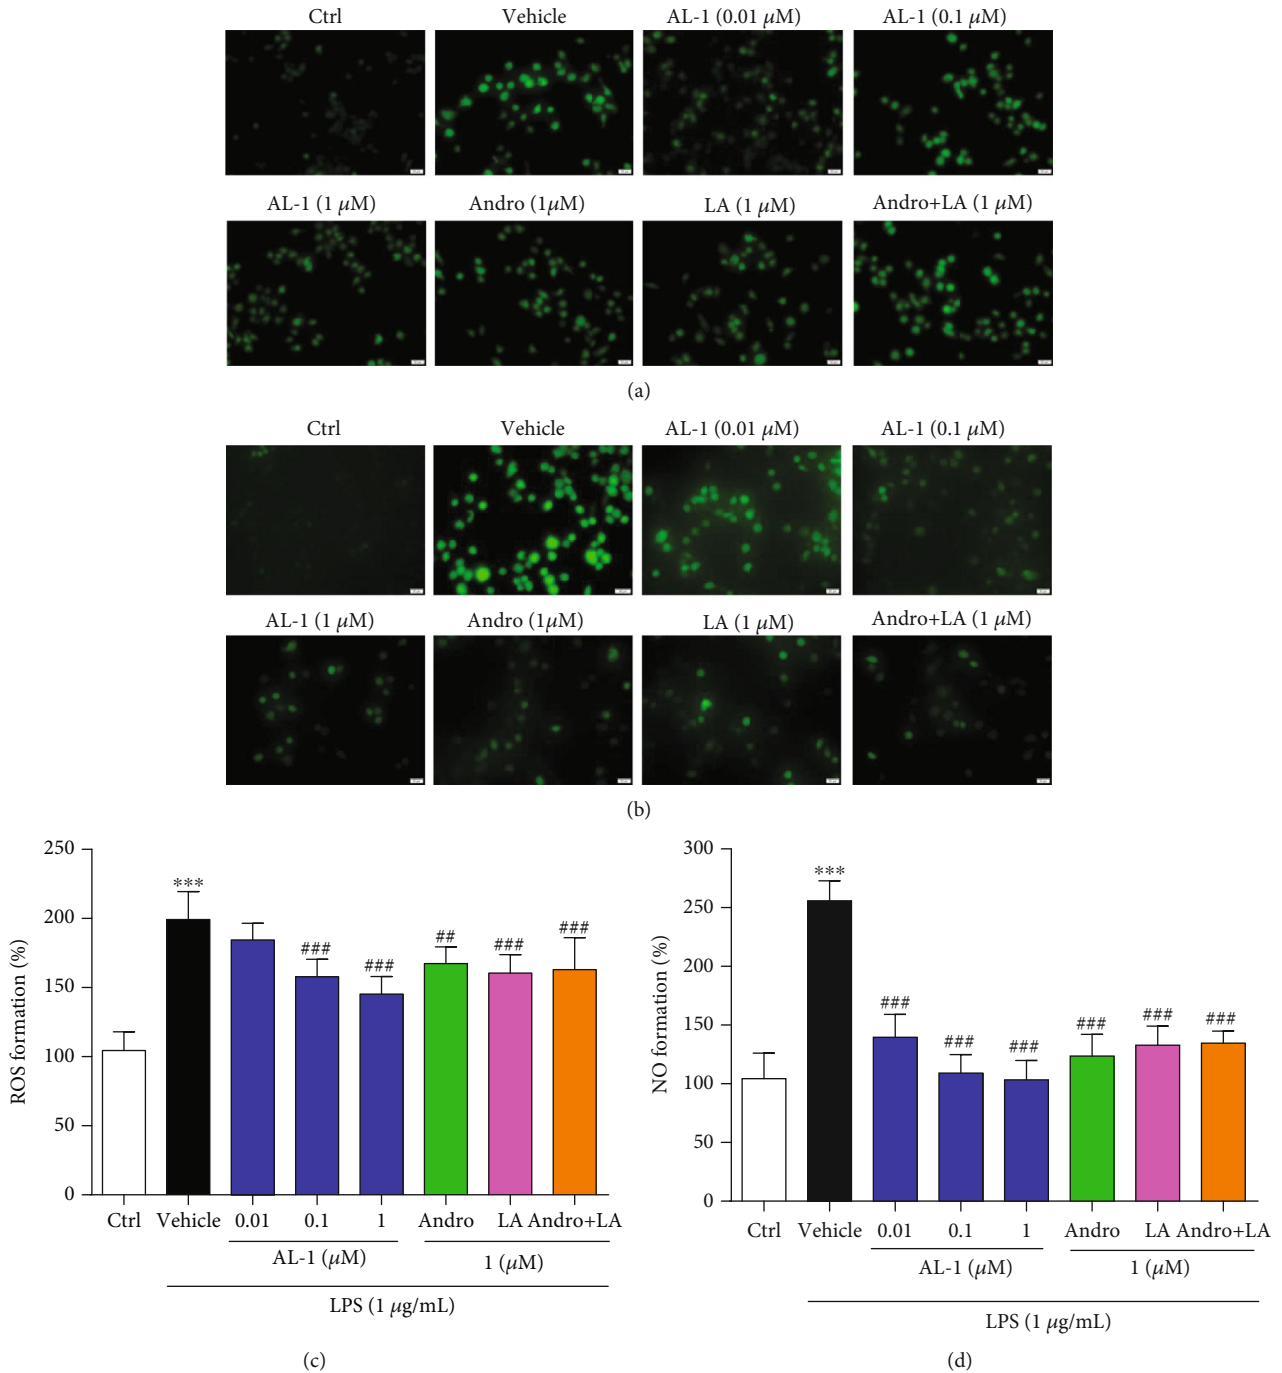 Ctrl Vehicle AL-1 (0.01 μM) AL-1 (0.1 μM)
AL-1 (1 μM) Andro (1μM) LA (1 μM) Andro+LA (1 μM)
(a)
Ctrl Vehicle AL-1 (0.01 μM) AL-1 (0.1 μM)
AL-1 (1 μM) Andro (1μM) LA (1 μM) Andro+LA (1 μM)
(b)
ROS formation (%)
250
200
150
100
50
0
***
###
###
##
###
###
Ctrl Vehicle 0.01 0.1 1 Andro LA Andro+LA
AL-1 (μM) 1 (μM)
LPS (1 μg/mL)
(c)
NO formation (%)
300
250
200
150
100
50
0
***
###
###
###
###
###
###
Ctrl Vehicle 0.01 0.1 1 Andro LA Andro+LA
AL-1 (μM) 1 (μM)
LPS (1 μg/mL)
(d)